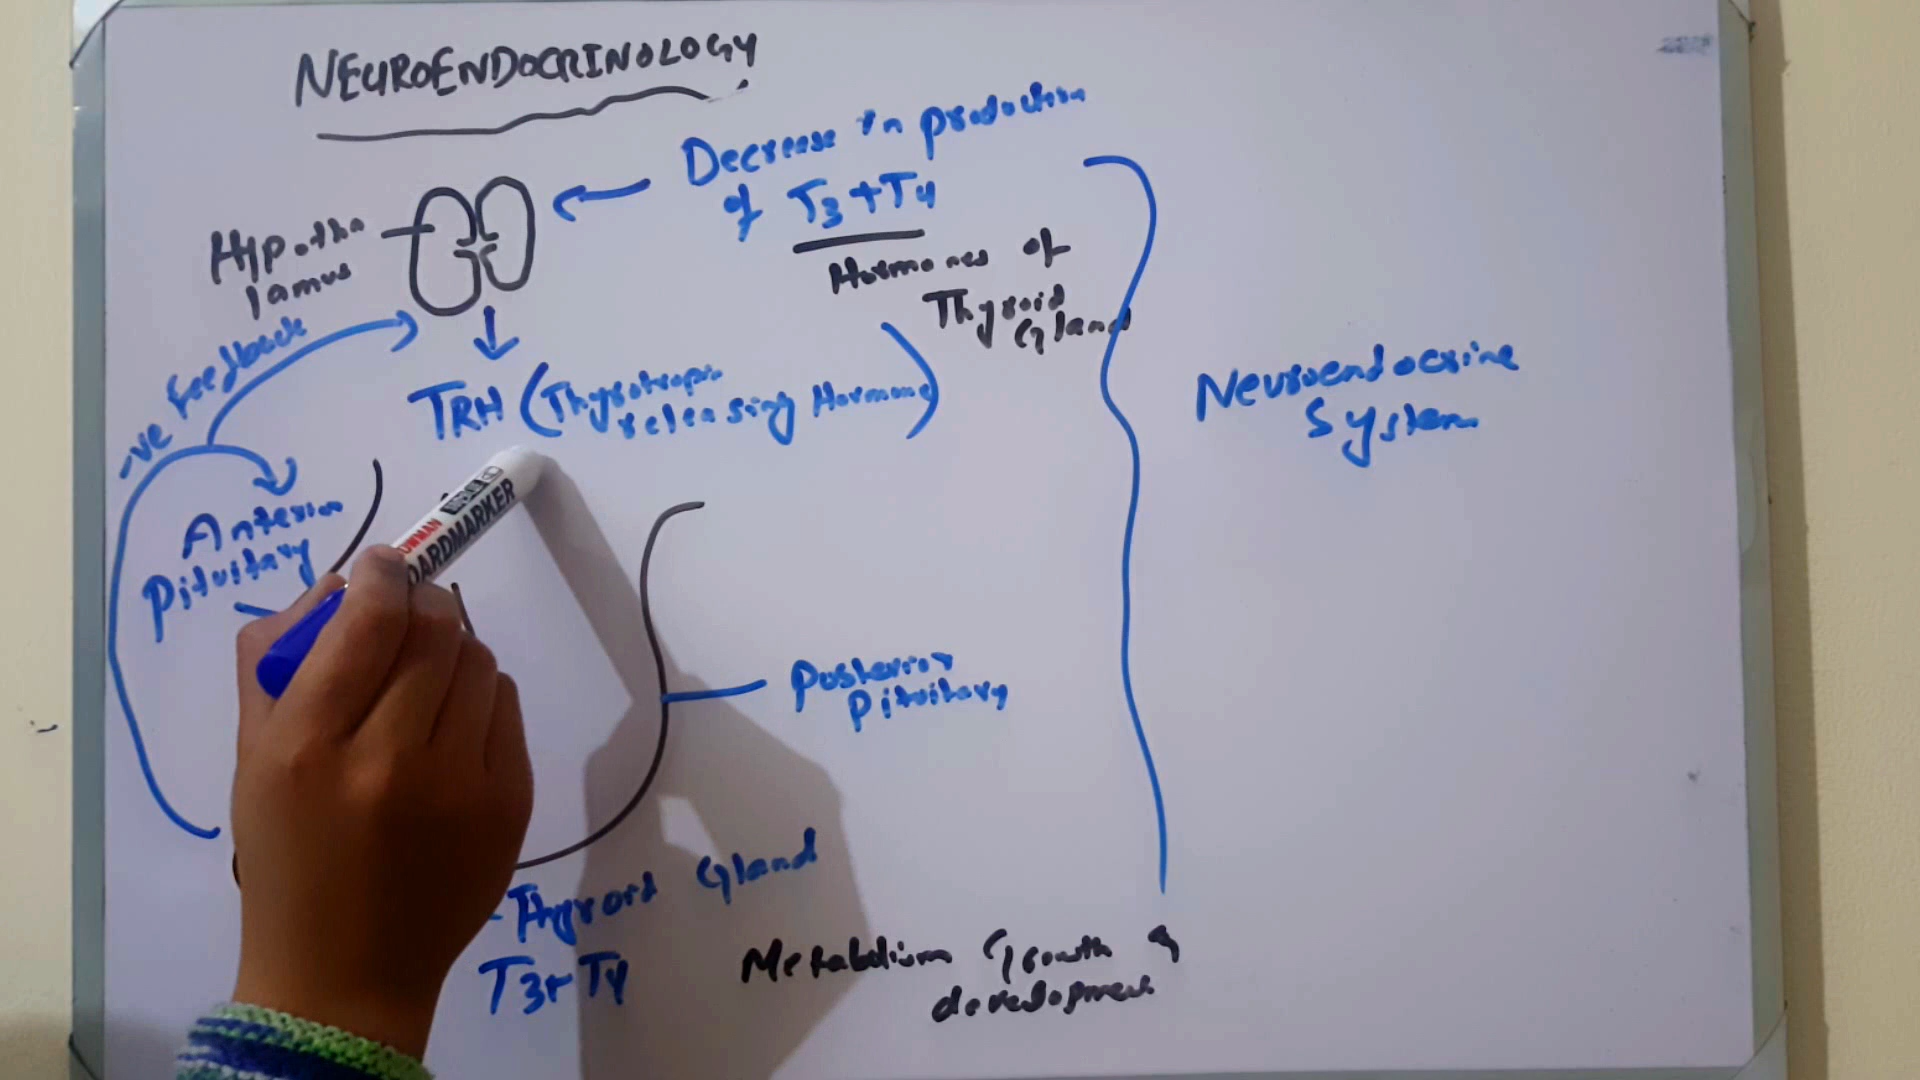 NEUROENDOCRINOLOGY
Decrease in production
of T3+T4
Hormones of
Thyroid
Gland
Hypotha
lamus
-ve feedback
TRH (Thyrotropin
releasing Hormone)
Neuroendocrine
System
Anterior
Pituitary
BOARDMARKER
Posterior
Pituitary
Thyroid Gland
T3+T4
Metabolism Growth &
development